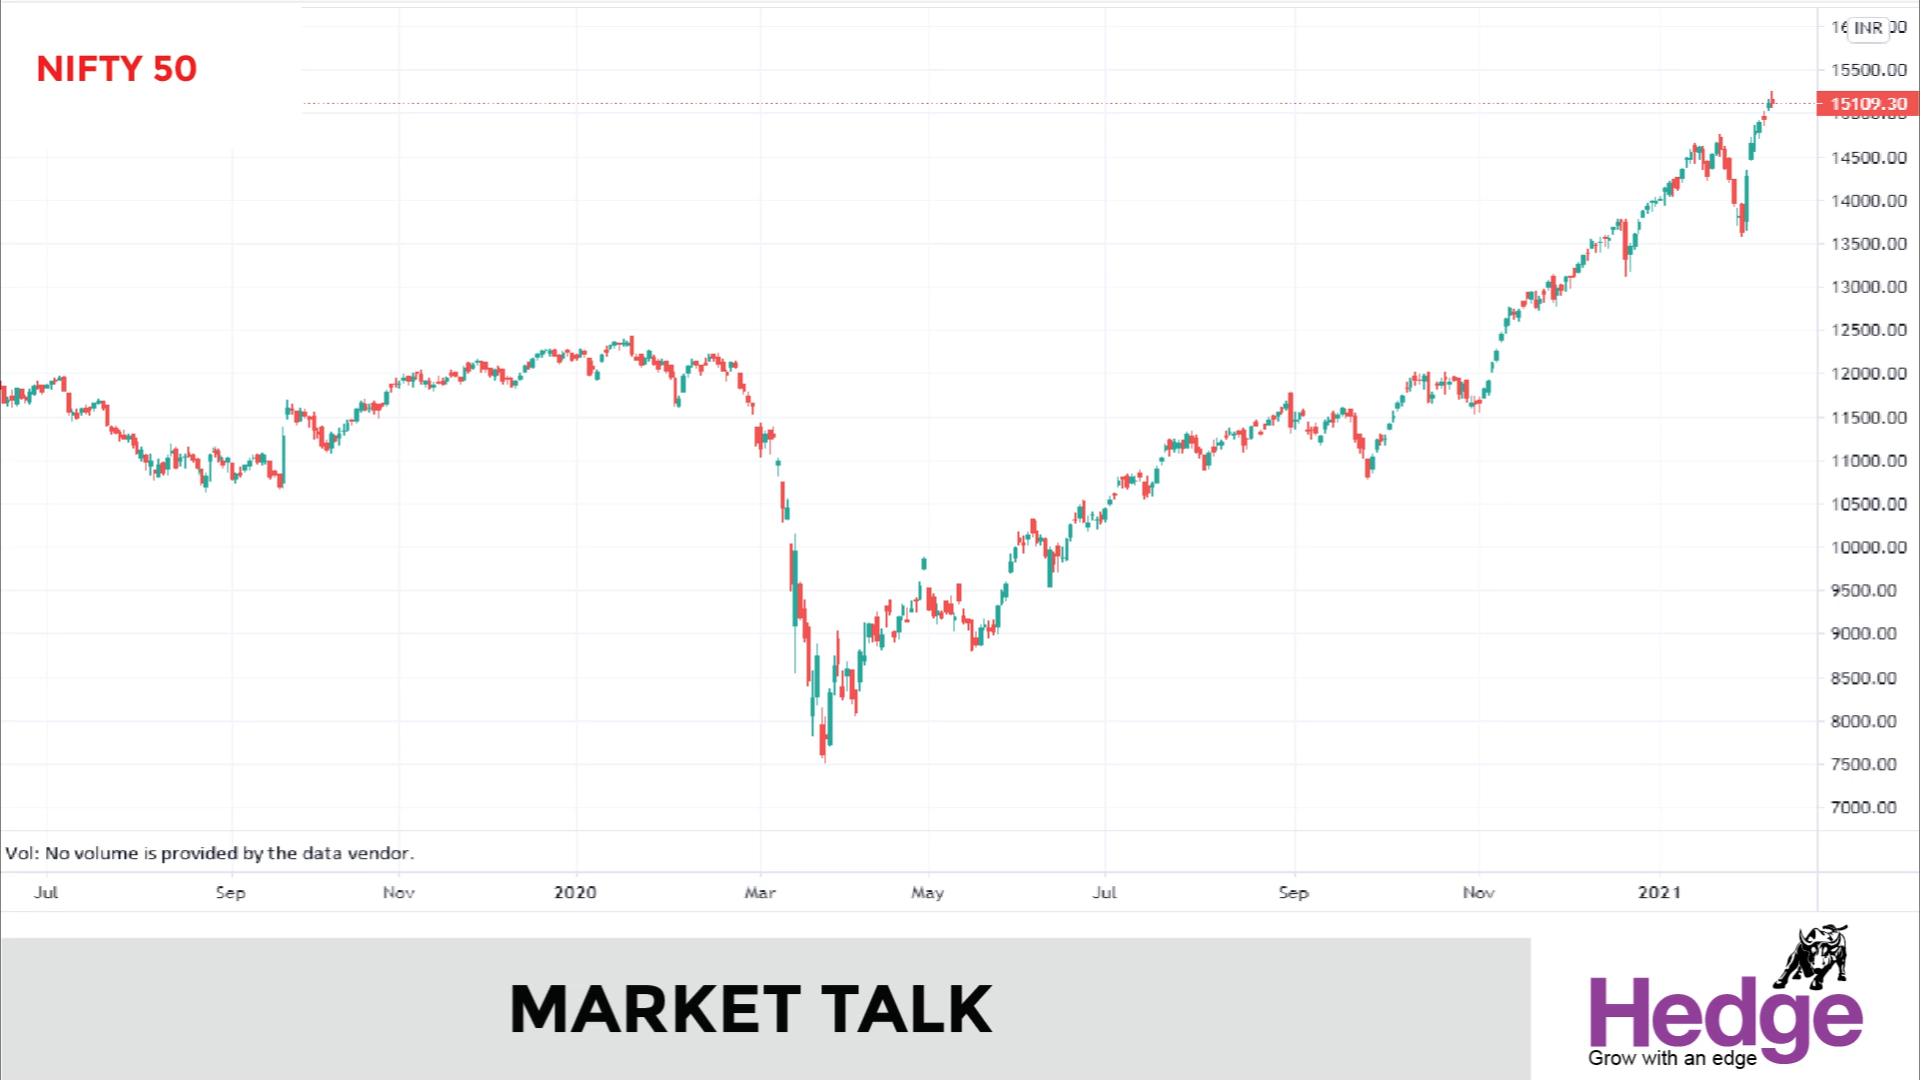 NIFTY 50
INR
15500.00
15109.30
14500.00
14000.00
13500.00
13000.00
12500.00
12000.00
11500.00
11000.00
10500.00
10000.00
9500.00
9000.00
8500.00
8000.00
7500.00
7000.00
Vol: No volume is provided by the data vendor.
Jul Sep Nov 2020 Mar May Jul Sep Nov 2021
MARKET TALK
Hedge
Grow with an edge